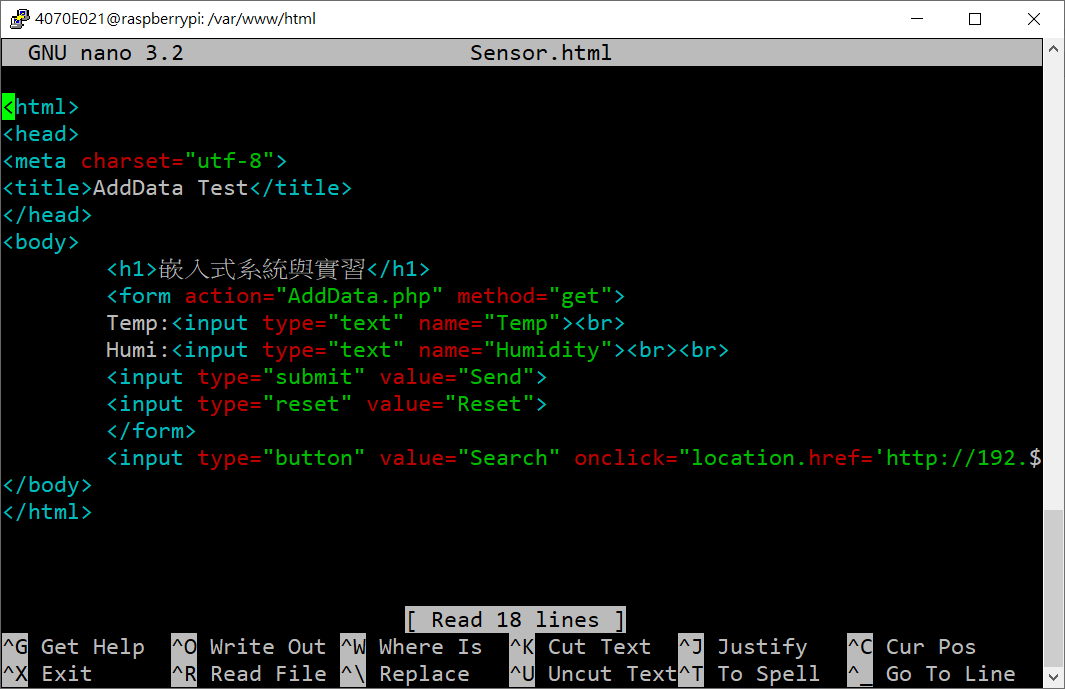 4070E021@raspberrypi: /var/www/html
GNU nano 3.2 Sensor.html
<html>
<head>
<meta charset="utf-8">
<title>AddData Test</title>
</head>
<body>
<h1>嵌入式系統與實習</h1>
<form action="AddData.php" method="get">
Temp:<input type="text" name="Temp"><br>
Humi:<input type="text" name="Humidity"><br><br>
<input type="submit" value="Send">
<input type="reset" value="Reset">
</form>
<input type="button" value="Search" onclick="location.href='http://192.$
</body>
</html>
[ Read 18 lines ]
^G Get Help ^O Write Out ^W Where Is ^K Cut Text ^J Justify ^C Cur Pos
^X Exit ^R Read File ^\ Replace ^U Uncut Text ^T To Spell ^_ Go To Line